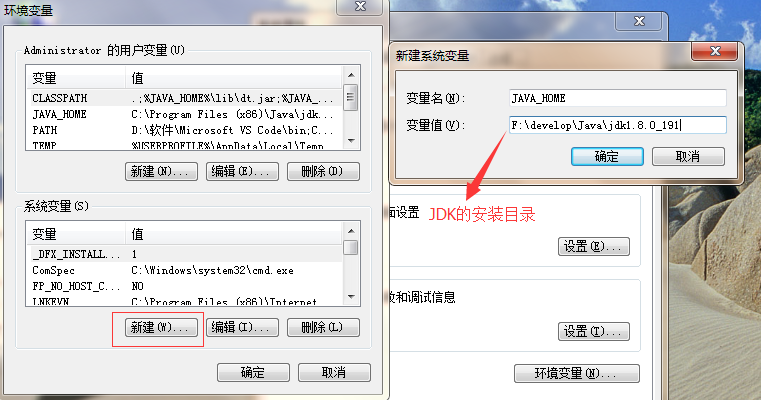 环境变量
Administrator 的用户变量(U)
变量 值
CLASSPATH .;%JAVA_HOME%\lib\dt.jar;%JAVA_...
JAVA_HOME C:\Program Files (x86)\Java\jdk...
PATH D:\软件\Microsoft VS Code\bin;C...
TEMP %USERPROFILE%\AppData\Local\Temp
新建(N)... 编辑(E)... 删除(D)
系统变量(S)
变量 值
_DFX_INSTALL... 1
ComSpec C:\Windows\system32\cmd.exe
FP_NO_HOST_C... NO
C:\Program Files (x86)\Internet
新建(W)... 编辑(I)... 删除(L)
确定 取消
新建系统变量
变量名(N): JAVA_HOME
变量值(V): F:\develop\Java\jdk1.8.0_191
确定 取消
JDK的安装目录
面设置
设置(E)...
和调试信息
设置(T)...
环境变量(N)...